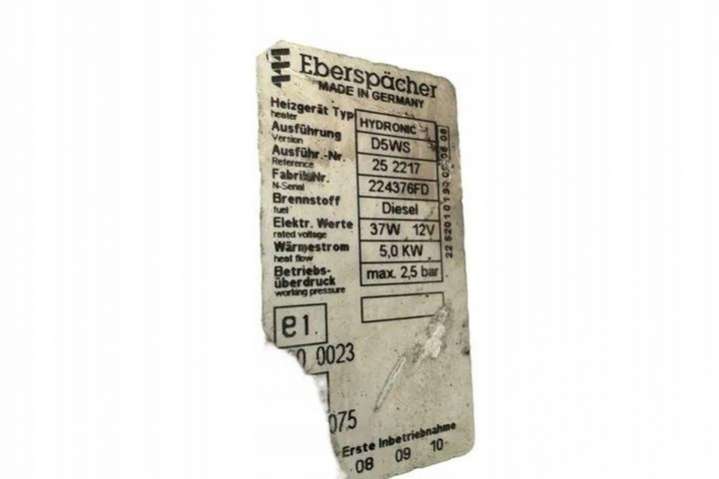 Eberspächer
MADE IN GERMANY
Heizgerät Typ HYDRONIC
heater
Ausführung D5WS
Version
Ausführ.-Nr. 25 2217
Reference
Fabrik.Nr. 224376FD
N-Serial
Brennstoff Diesel
fuel
Elektr. Werte 37W 12V
rated voltage
Wärmestrom 5,0 KW
heat flow
Betriebs- max. 2,5 bar
überdruck
working pressure
e1
0023
075
Erste Inbetriebnahme
08 09 10